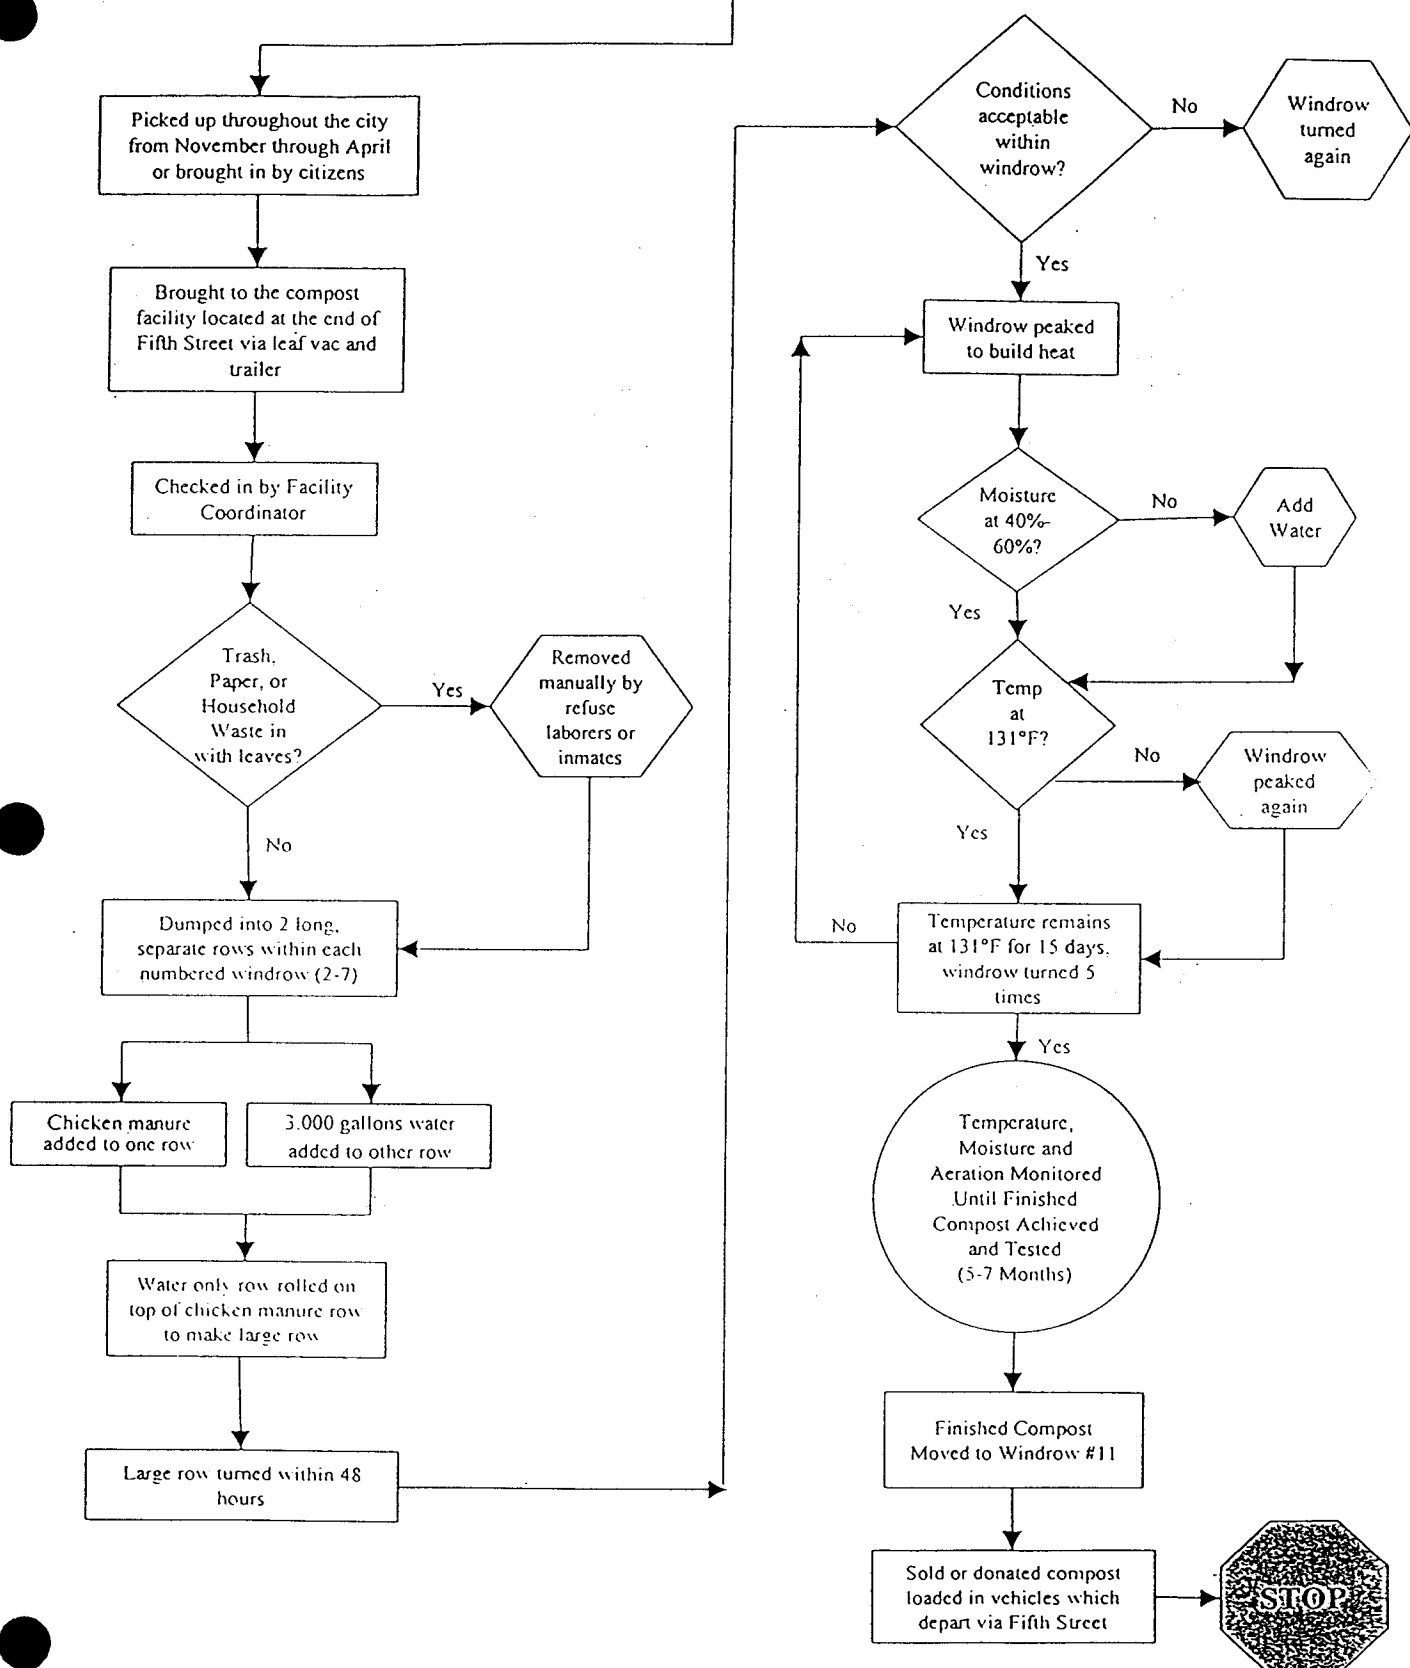 Picked up throughout the city
from November through April
or brought in by citizens
Brought to the compost
facility located at the end of
Fifth Street via leaf vac and
trailer
Checked in by Facility
Coordinator
Trash,
Paper, or
Household
Waste in
with leaves?
Yes
Removed
manually by
refuse
laborers or
inmates
No
Dumped into 2 long,
separate rows within each
numbered windrow (2-7)
Chicken manure
added to one row
3.000 gallons water
added to other row
Water only row rolled on
top of chicken manure row
to make large row
Large row turned within 48
hours
Conditions
acceptable
within
windrow?
No
Windrow
turned
again
Yes
Windrow peaked
to build heat
Moisture
at 40%-
60%?
No
Add
Water
Yes
Temp
at
131°F?
No
Windrow
peaked
again
Yes
Temperature remains
at 131°F for 15 days,
windrow turned 5
times
No
Yes
Temperature,
Moisture and
Aeration Monitored
Until Finished
Compost Achieved
and Tested
(5-7 Months)
Finished Compost
Moved to Windrow #11
Sold or donated compost
loaded in vehicles which
depart via Fifth Street
STOP